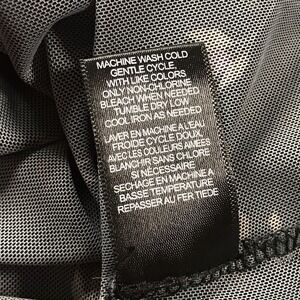 MACHINE WASH COLD
GENTLE CYCLE.
WITH LIKE COLORS
ONLY NON-CHLORINE
BLEACH WHEN NEEDED
TUMBLE DRY LOW
COOL IRON AS NEEDED
LAVER EN MACHINE A L'EAU
FROIDE CYCLE DOUX,
AVEC LES COULEURS AIMEES
BLANCHIR SANS CHLORE
SI NÉCESSAIRE
SECHAGE EN MACHINE A
BASSE TEMPERATURE
REPASSER AU FER TIEDE